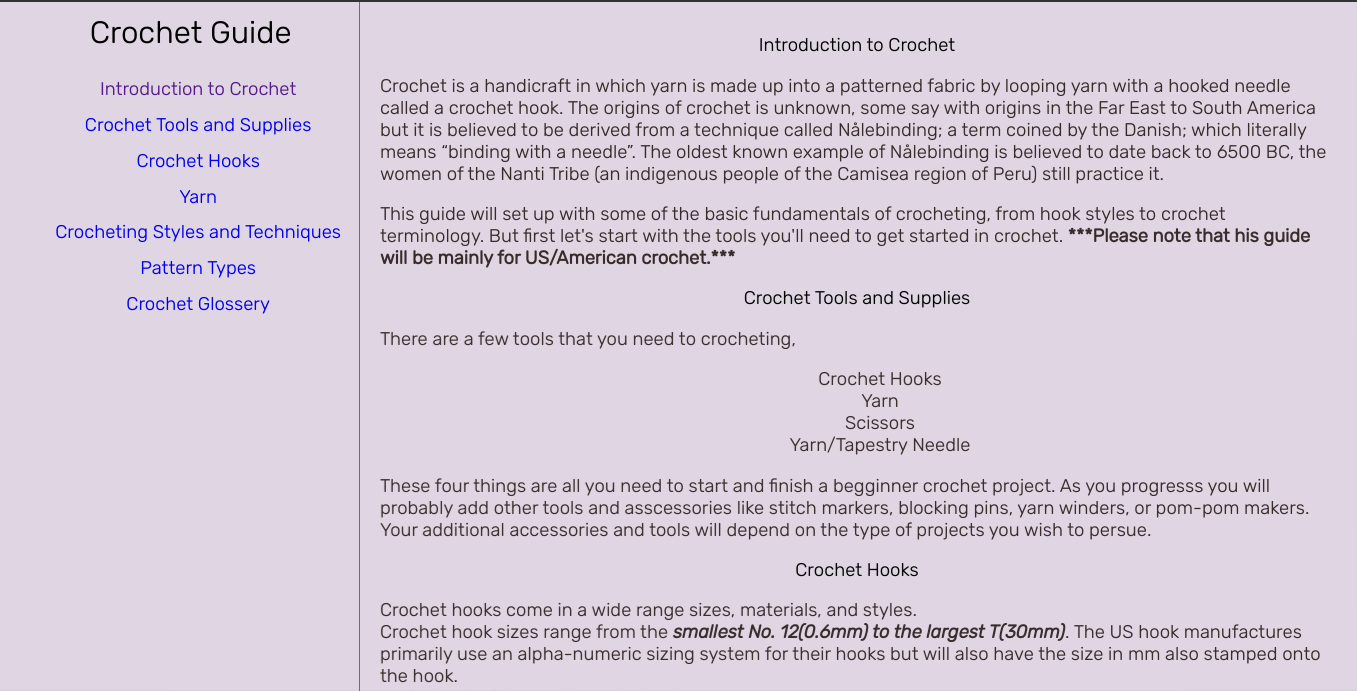 Crochet Guide
Introduction to Crochet
Crochet Tools and Supplies
Crochet Hooks
Yarn
Crocheting Styles and Techniques
Pattern Types
Crochet Glossery
Introduction to Crochet
Crochet is a handicraft in which yarn is made up into a patterned fabric by looping yarn with a hooked needle
called a crochet hook. The origins of crochet is unknown, some say with origins in the Far East to South America
but it is believed to be derived from a technique called Nålebinding; a term coined by the Danish; which literally
means “binding with a needle”. The oldest known example of Nålebinding is believed to date back to 6500 BC, the
women of the Nanti Tribe (an indigenous people of the Camisea region of Peru) still practice it.
This guide will set up with some of the basic fundamentals of crocheting, from hook styles to crochet
terminology. But first let's start with the tools you'll need to get started in crochet. ***Please note that his guide
will be mainly for US/American crochet.***
Crochet Tools and Supplies
There are a few tools that you need to crocheting,
Crochet Hooks
Yarn
Scissors
Yarn/Tapestry Needle
These four things are all you need to start and finish a begginner crochet project. As you progresss you will
probably add other tools and asscessories like stitch markers, blocking pins, yarn winders, or pom-pom makers.
Your additional accessories and tools will depend on the type of projects you wish to persue.
Crochet Hooks
Crochet hooks come in a wide range sizes, materials, and styles.
Crochet hook sizes range from the smallest No. 12(0.6mm) to the largest T(30mm). The US hook manufactures
primarily use an alpha-numeric sizing system for their hooks but will also have the size in mm also stamped onto
the hook.